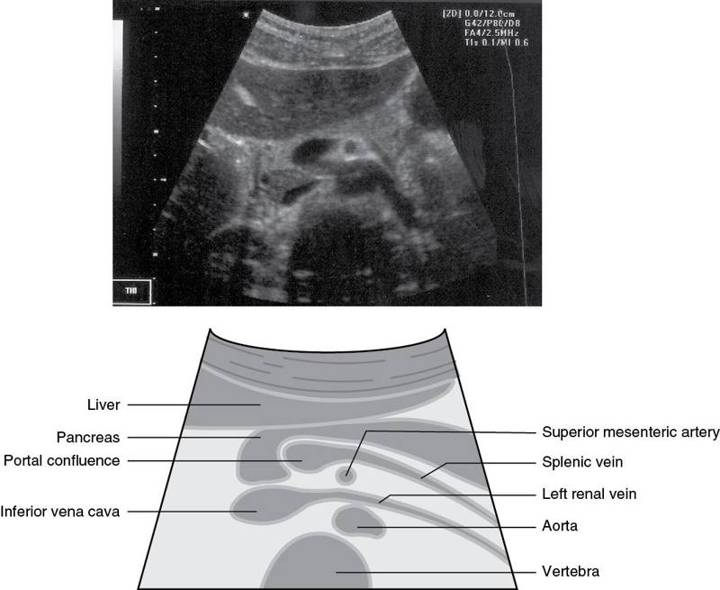 [2D] 0.0/12.0cm
G42/P80/D8
FA4/2.5MHz
TIs 0.1/MI 0.6
THI
Liver
Pancreas
Portal confluence
Inferior vena cava
Superior mesenteric artery
Splenic vein
Left renal vein
Aorta
Vertebra